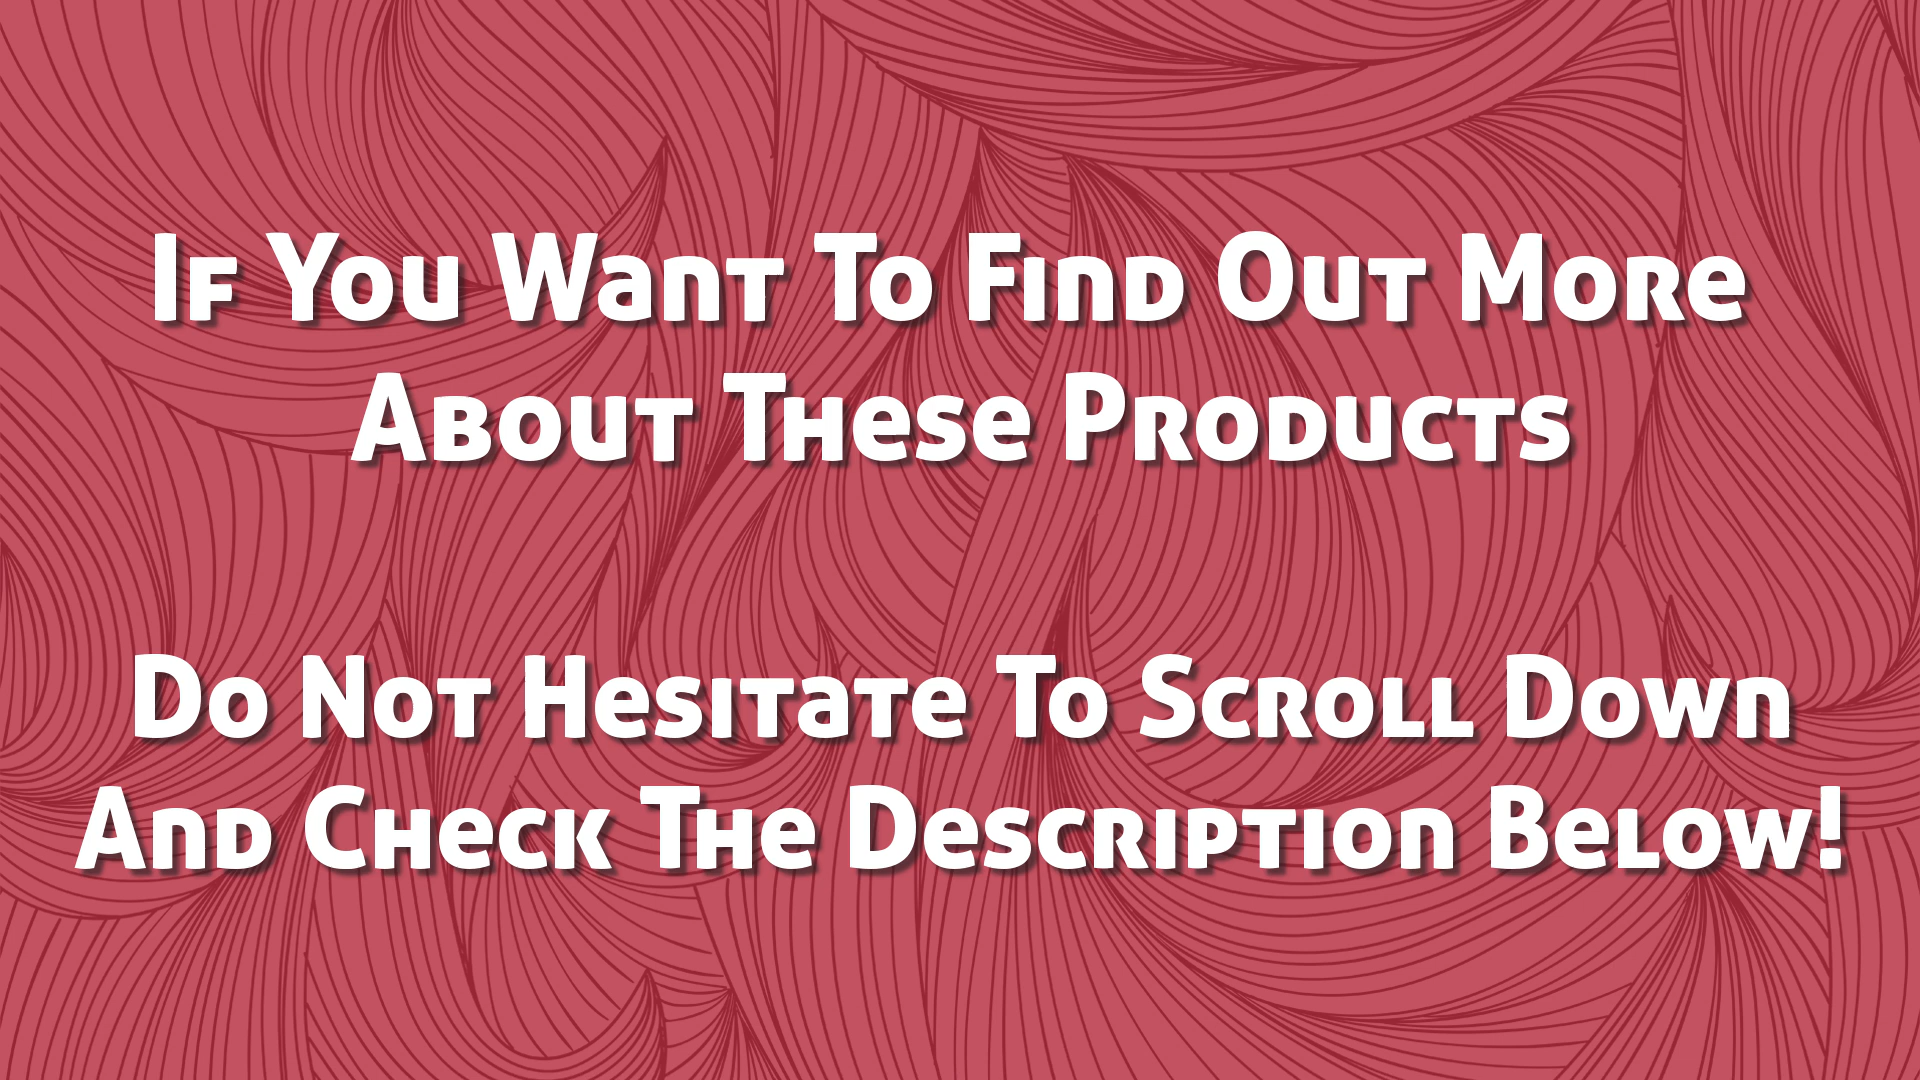 If You Want To Find Out More
About These Products
Do Not Hesitate To Scroll Down
And Check The Description Below!